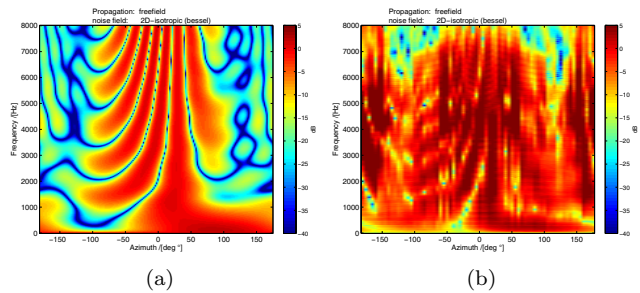 Propagation: freefield
noise field: 2D−isotropic (bessel)
8000
7000
6000
5000
4000
3000
2000
1000
0
Frequency /[Hz]
−150 −100 −50 0 50 100 150
Azimuth /[deg °]
5
0
−5
−10
−15
−20
−25
−30
−35
−40
dB
(a)
Propagation: freefield
noise field: 2D−isotropic (bessel)
8000
7000
6000
5000
4000
3000
2000
1000
0
Frequency /[Hz]
−150 −100 −50 0 50 100 150
Azimuth /[deg °]
5
0
−5
−10
−15
−20
−25
−30
−35
−40
dB
(b)